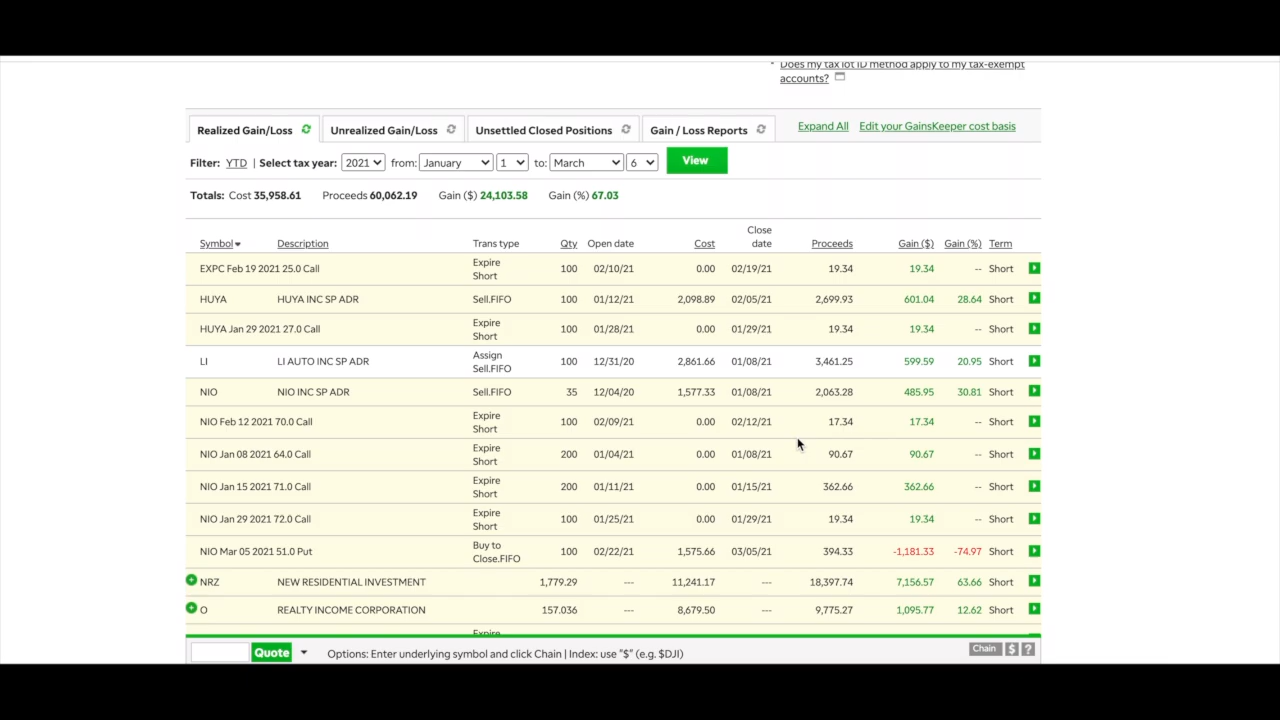 Does my tax lot ID method apply to my tax-exempt
accounts?
Realized Gain/Loss Unrealized Gain/Loss Unsettled Closed Positions Gain / Loss Reports Expand All Edit your GainsKeeper cost basis
Filter: YTD | Select tax year: 2021 from: January 1 to: March 6 View
Totals: Cost 35,958.61 Proceeds 60,062.19 Gain ($) 24,103.58 Gain (%) 67.03
Symbol Description Trans type Qty Open date Cost Close date Proceeds Gain ($) Gain (%) Term
EXPC Feb 19 2021 25.0 Call Expire Short 100 02/10/21 0.00 02/19/21 19.34 19.34 -- Short
HUYA HUYA INC SP ADR Sell.FIFO 100 01/12/21 2,098.89 02/05/21 2,699.93 601.04 28.64 Short
HUYA Jan 29 2021 27.0 Call Expire Short 100 01/28/21 0.00 01/29/21 19.34 19.34 -- Short
LI LI AUTO INC SP ADR Assign Sell.FIFO 100 12/31/20 2,861.66 01/08/21 3,461.25 599.59 20.95 Short
NIO NIO INC SP ADR Sell.FIFO 35 12/04/20 1,577.33 01/08/21 2,063.28 485.95 30.81 Short
NIO Feb 12 2021 70.0 Call Expire Short 100 02/09/21 0.00 02/12/21 17.34 17.34 -- Short
NIO Jan 08 2021 64.0 Call Expire Short 200 01/04/21 0.00 01/08/21 90.67 90.67 -- Short
NIO Jan 15 2021 71.0 Call Expire Short 200 01/11/21 0.00 01/15/21 362.66 362.66 -- Short
NIO Jan 29 2021 72.0 Call Expire Short 100 01/25/21 0.00 01/29/21 19.34 19.34 -- Short
NIO Mar 05 2021 51.0 Put Buy to Close.FIFO 100 02/22/21 1,575.66 03/05/21 394.33 -1,181.33 -74.97 Short
NRZ NEW RESIDENTIAL INVESTMENT 1,779.29 --- 11,241.17 --- 18,397.74 7,156.57 63.66 Short
O REALTY INCOME CORPORATION 157.036 --- 8,679.50 --- 9,775.27 1,095.77 12.62 Short
Expire
Quote Options: Enter underlying symbol and click Chain | Index: use "$" (e.g. $DJI) Chain $ ?